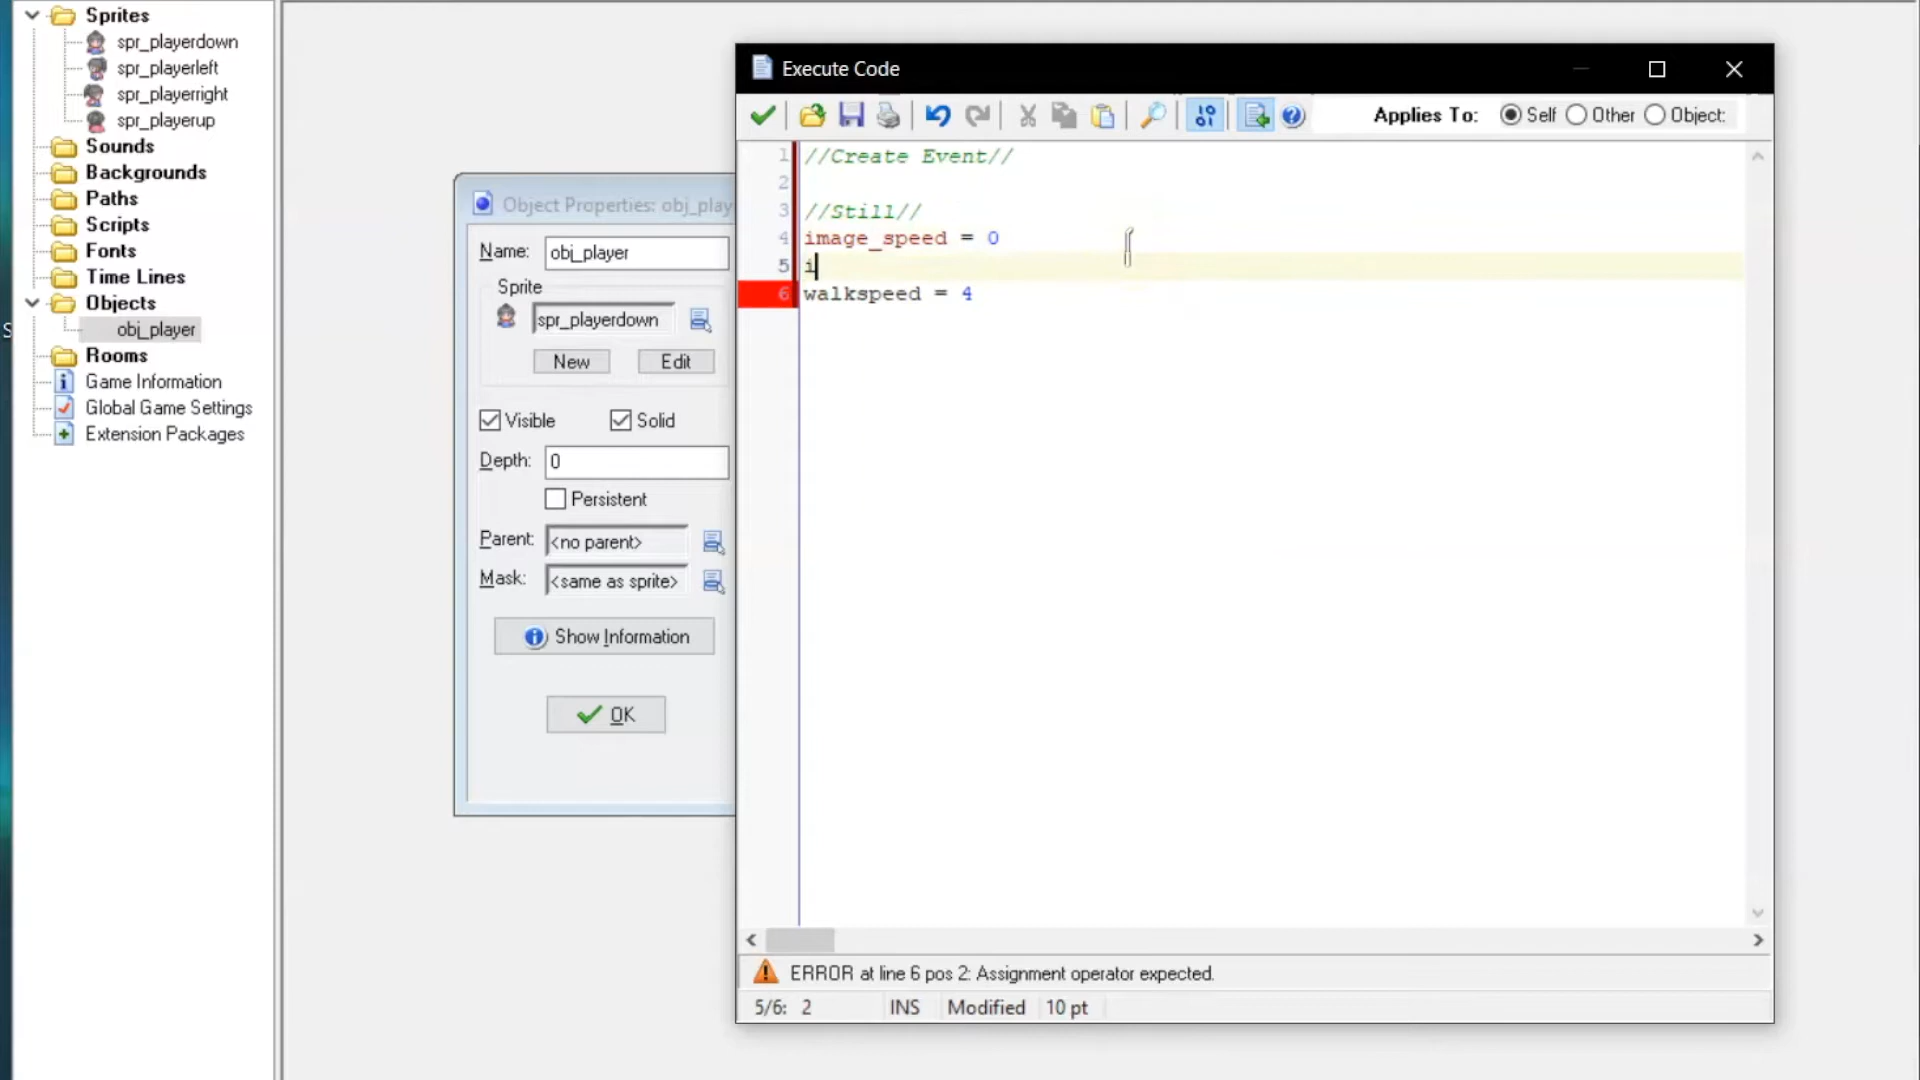 Sprites
spr_playerdown
spr_playerleft
spr_playerright
spr_playerup
Sounds
Backgrounds
Paths
Scripts
Fonts
Time Lines
Objects
obj_player
Rooms
Game Information
Global Game Settings
Extension Packages
S
Object Properties: obj_play
Name: obj_player
Sprite
spr_playerdown
New Edit
Visible Solid
Depth: 0
Persistent
Parent: <no parent>
Mask: <same as sprite>
Show Information
OK
Execute Code
Applies To: Self Other Object:
1 //Create Event//
2
3 //Still//
4 image_speed = 0
5 i
6 walkspeed = 4
ERROR at line 6 pos 2: Assignment operator expected.
5/6: 2 INS Modified 10 pt